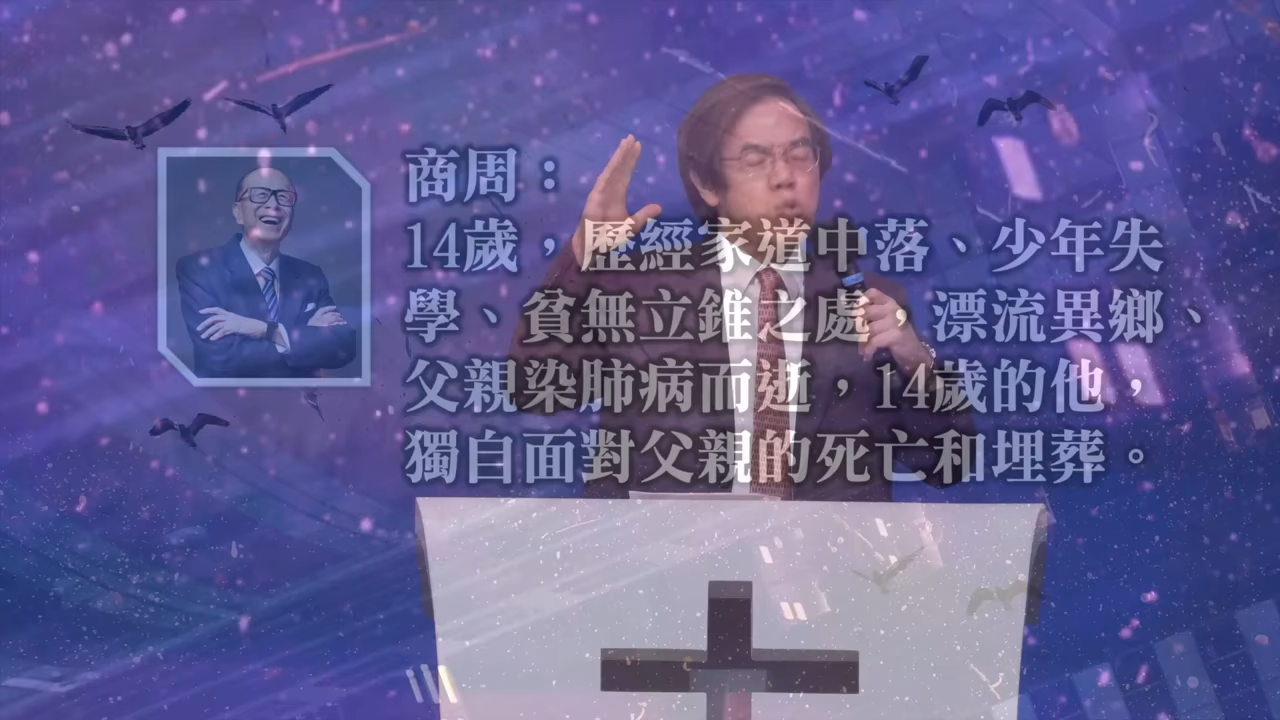 商周：
14歲，歷經家道中落、少年失
學、貧無立錐之處，漂流異鄉、
父親染肺病而逝，14歲的他，
獨自面對父親的死亡和埋葬。